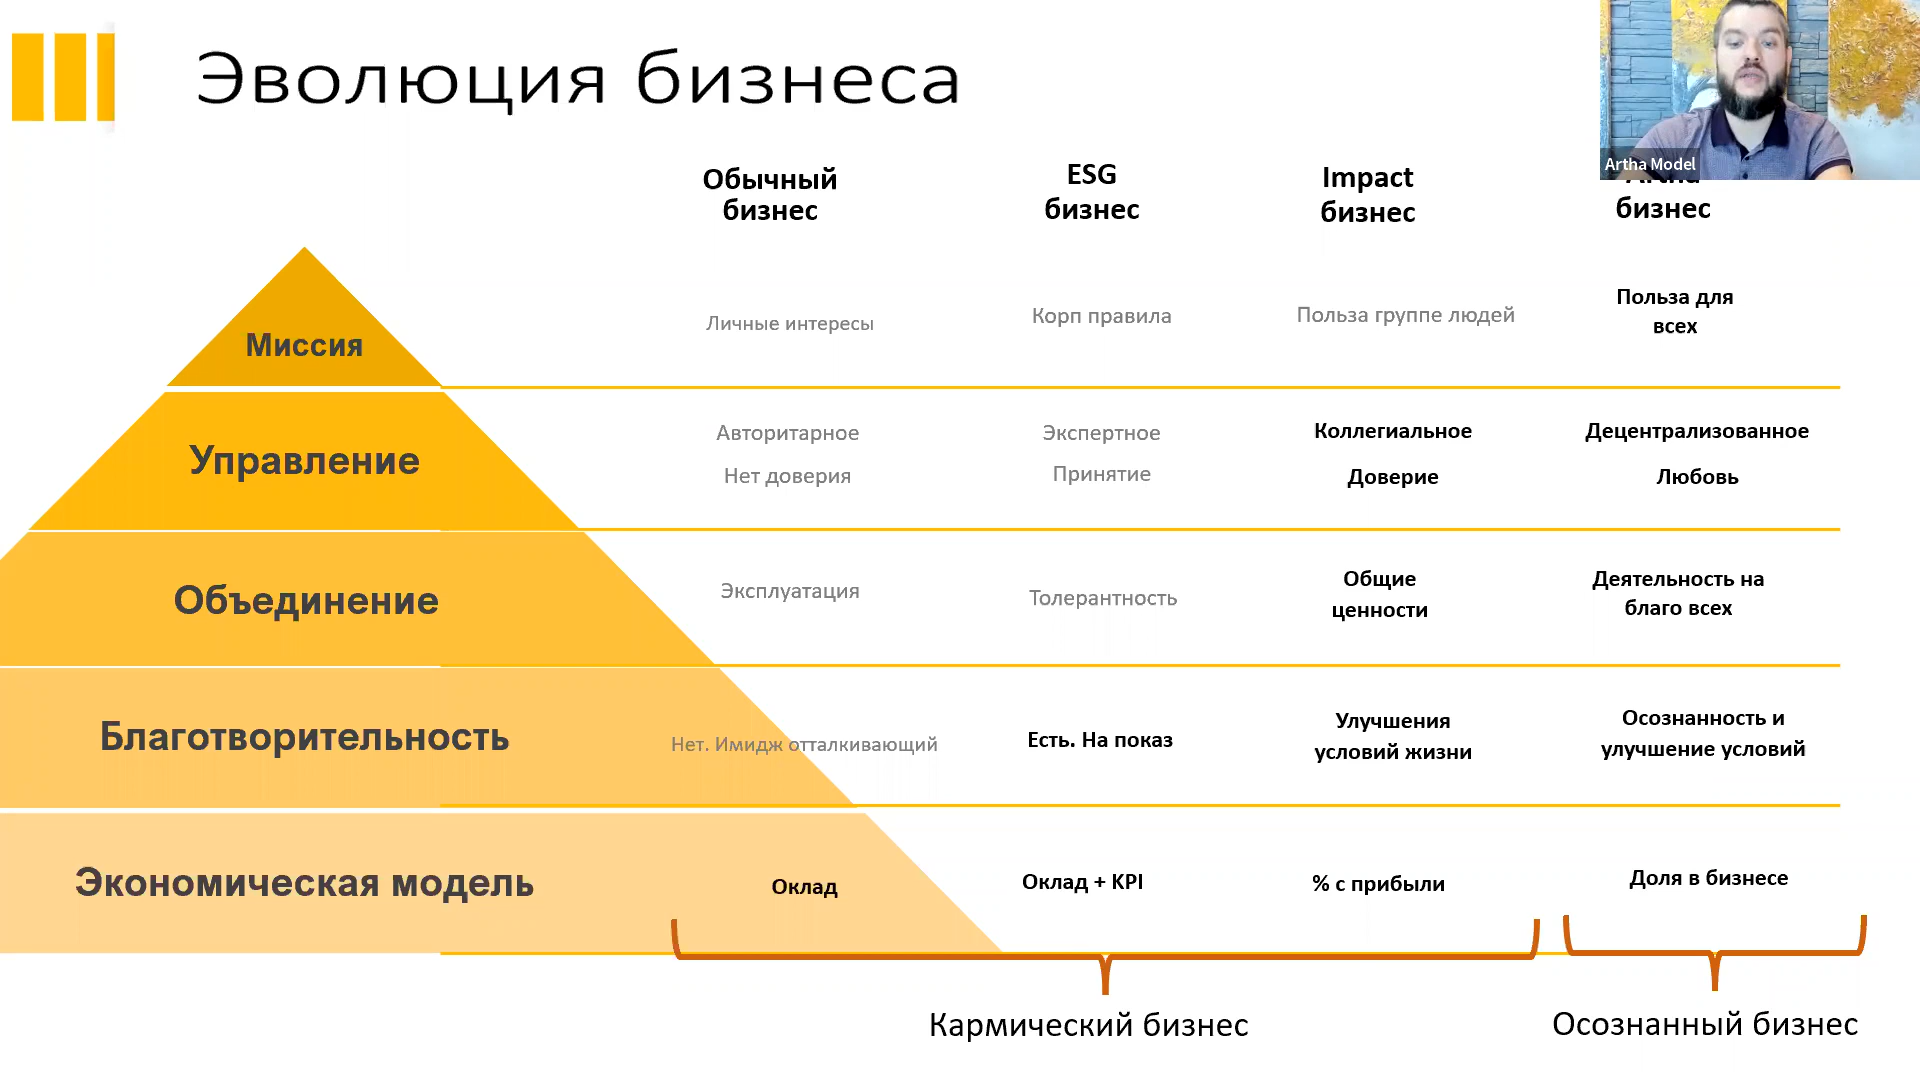 Эволюция бизнеса
Artha Model
Обычный
бизнес
ESG
бизнес
Impact
бизнес
Artha
бизнес
Миссия
Личные интересы
Корп правила
Польза группе людей
Польза для
всех
Управление
Авторитарное
Нет доверия
Экспертное
Принятие
Коллегиальное
Доверие
Децентрализованное
Любовь
Объединение
Эксплуатация
Толерантность
Общие
ценности
Деятельность на
благо всех
Благотворительность
Нет. Имидж отталкивающий
Есть. На показ
Улучшения
условий жизни
Осознанность и
улучшение условий
Экономическая модель
Оклад
Оклад + KPI
% с прибыли
Доля в бизнесе
Кармический бизнес
Осознанный бизнес